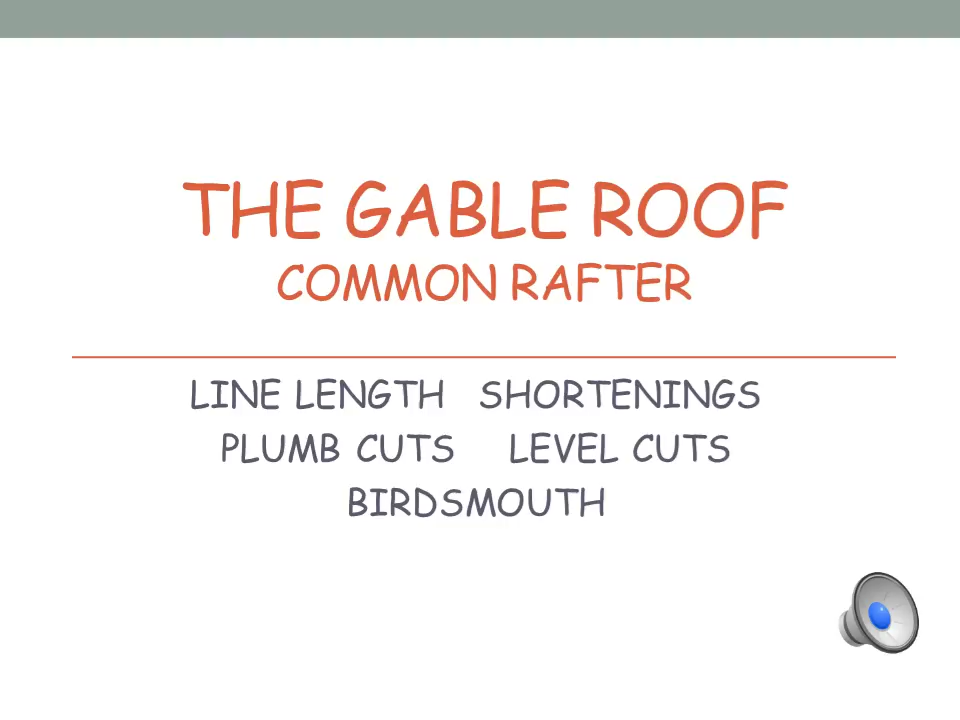 THE GABLE ROOF
COMMON RAFTER
LINE LENGTH SHORTENINGS
PLUMB CUTS LEVEL CUTS
BIRDSMOUTH